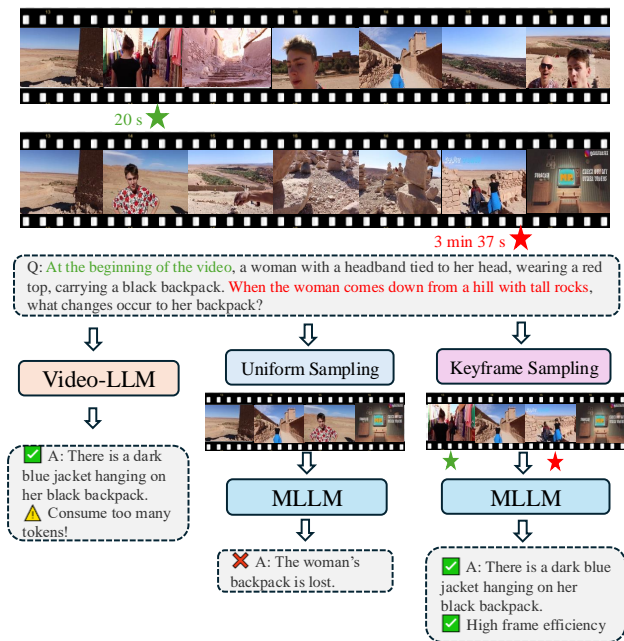 20 s
3 min 37 s
Q: At the beginning of the video, a woman with a headband tied to her head, wearing a red
top, carrying a black backpack. When the woman comes down from a hill with tall rocks,
what changes occur to her backpack?
Video-LLM
Uniform Sampling
Keyframe Sampling
A: There is a dark
blue jacket hanging on
her black backpack.
Consume too many
tokens!
MLLM
A: The woman's
backpack is lost.
MLLM
A: There is a dark blue
jacket hanging on her
black backpack.
High frame efficiency